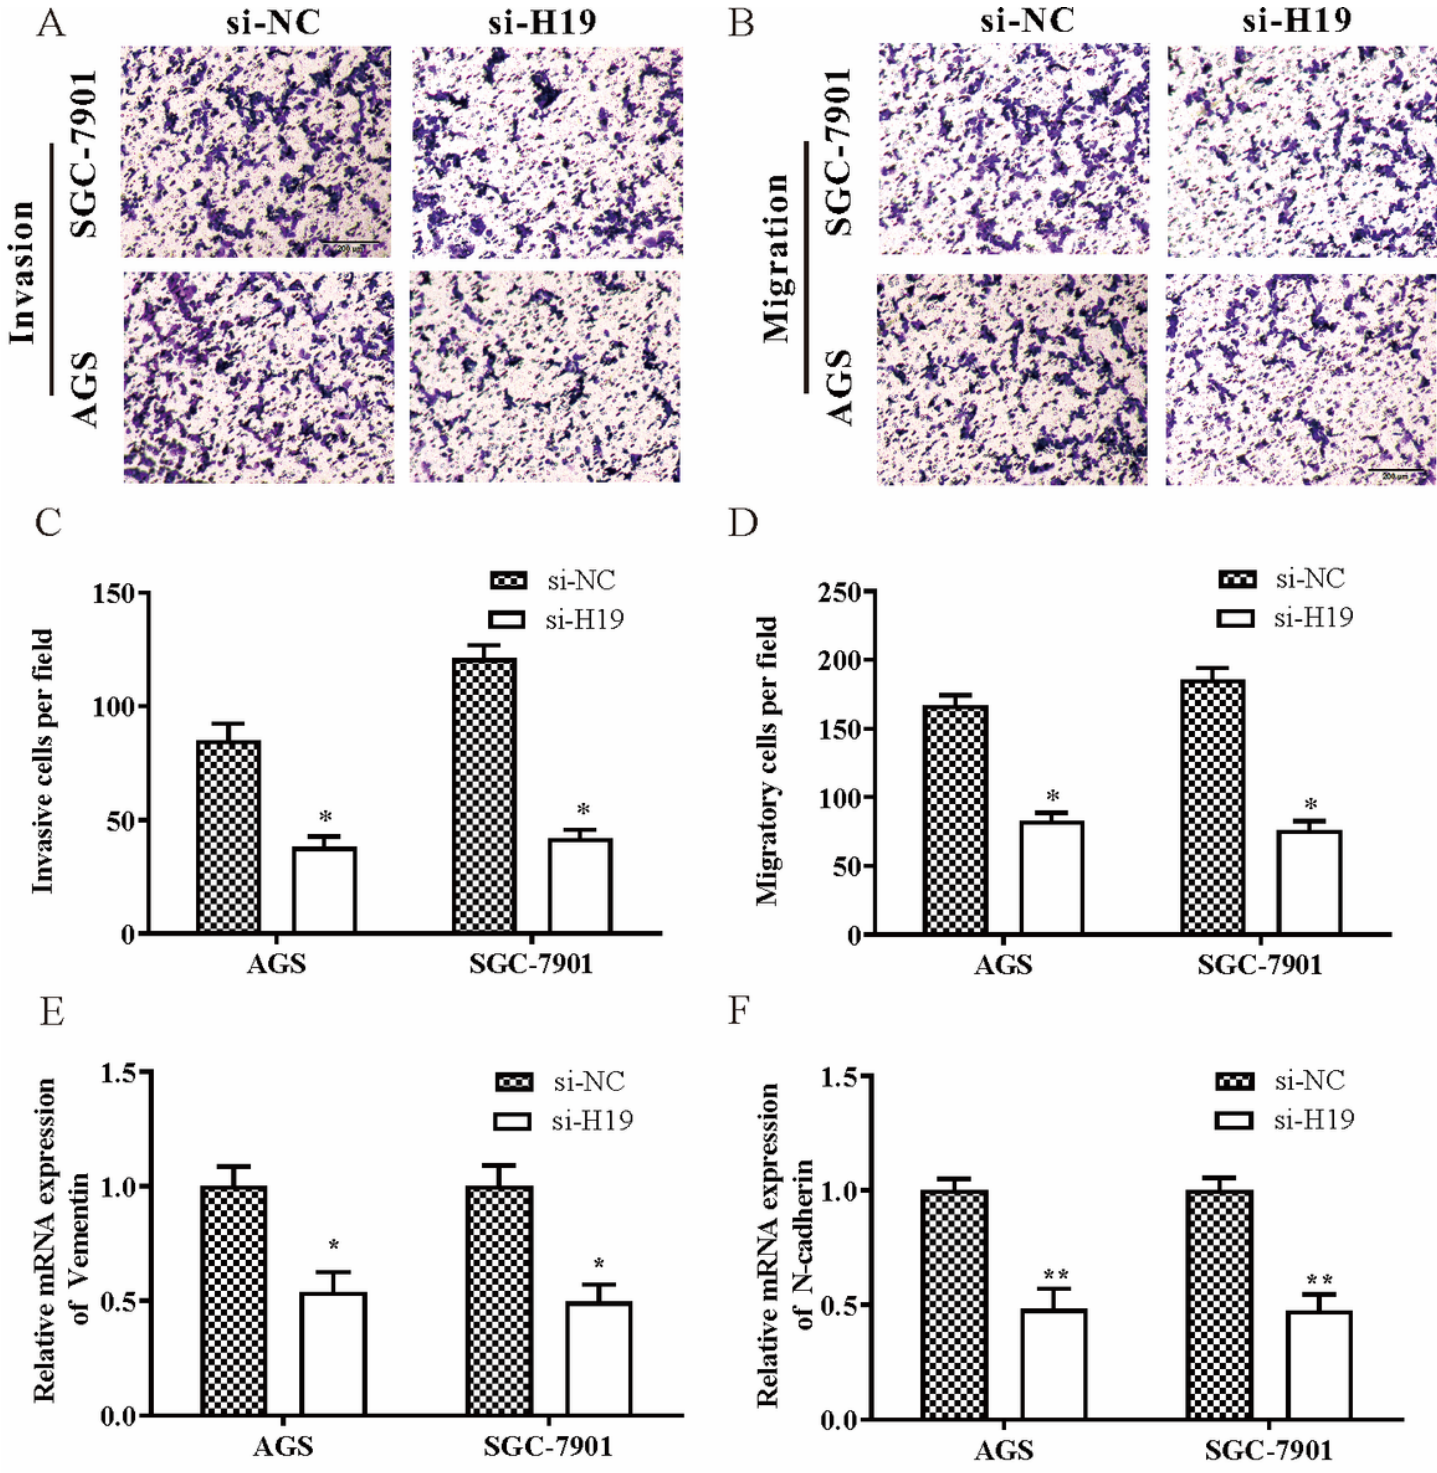 A
si-NC
si-H19
B
si-NC
si-H19
Invasion
SGC-7901
AGS
200 μm
Migration
SGC-7901
AGS
200 μm
C
Invasive cells per field
150
100
50
0
si-NC
si-H19
*
*
AGS
SGC-7901
D
Migratory cells per field
250
200
150
100
50
0
si-NC
si-H19
*
*
AGS
SGC-7901
E
Relative mRNA expression
of Vementin
1.5
1.0
0.5
0.0
si-NC
si-H19
*
*
AGS
SGC-7901
F
Relative mRNA expression
of N-cadherin
1.5
1.0
0.5
0.0
si-NC
si-H19
**
**
AGS
SGC-7901